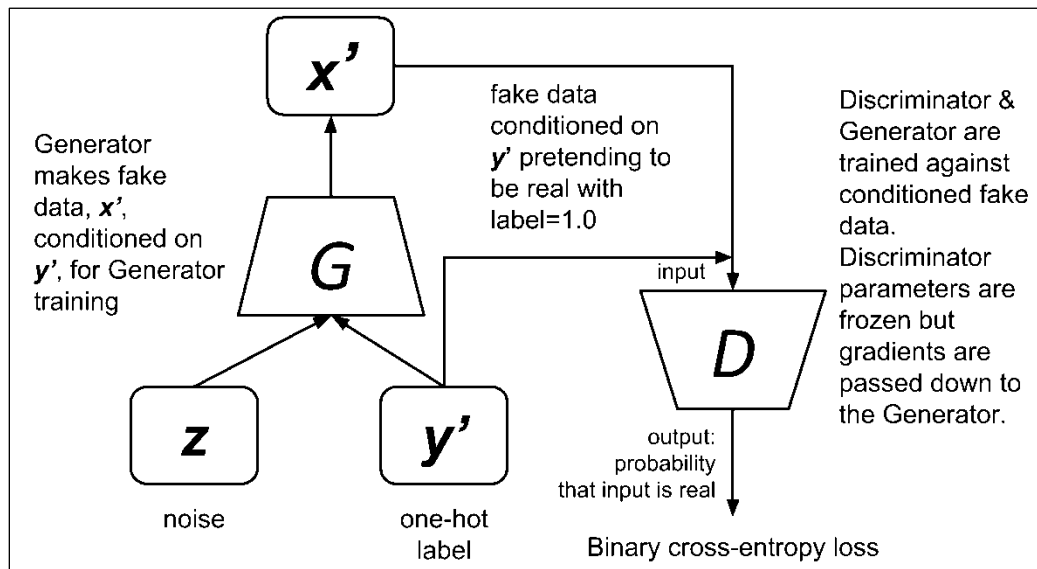 x’
Generator
makes fake
data, x’,
conditioned on
y’, for Generator
training
fake data
conditioned on
y’ pretending to
be real with
label=1.0
Discriminator &
Generator are
trained against
conditioned fake
data.
Discriminator
parameters are
frozen but
gradients are
passed down to
the Generator.
G
input
D
z
y’
noise
one-hot
label
output:
probability
that input is real
Binary cross-entropy loss